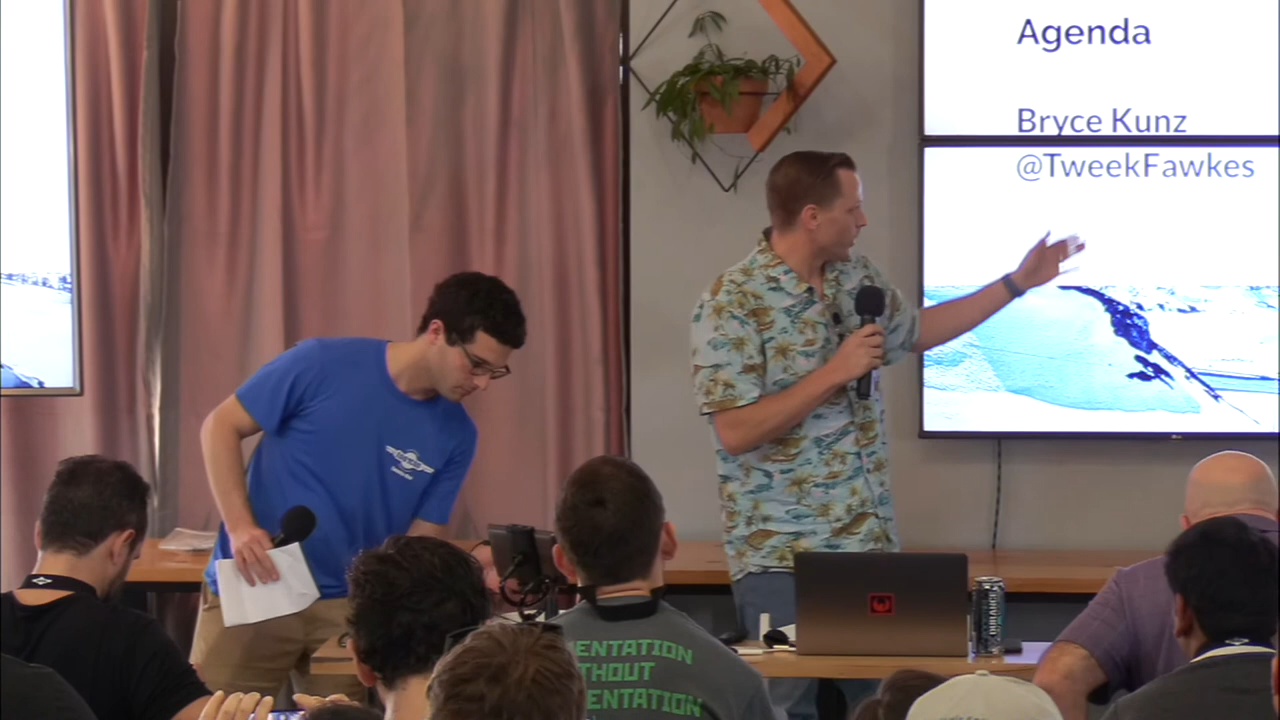 Agenda
Bryce Kunz
@TweekFawkes
ENTATION
THOUT
ENTATION